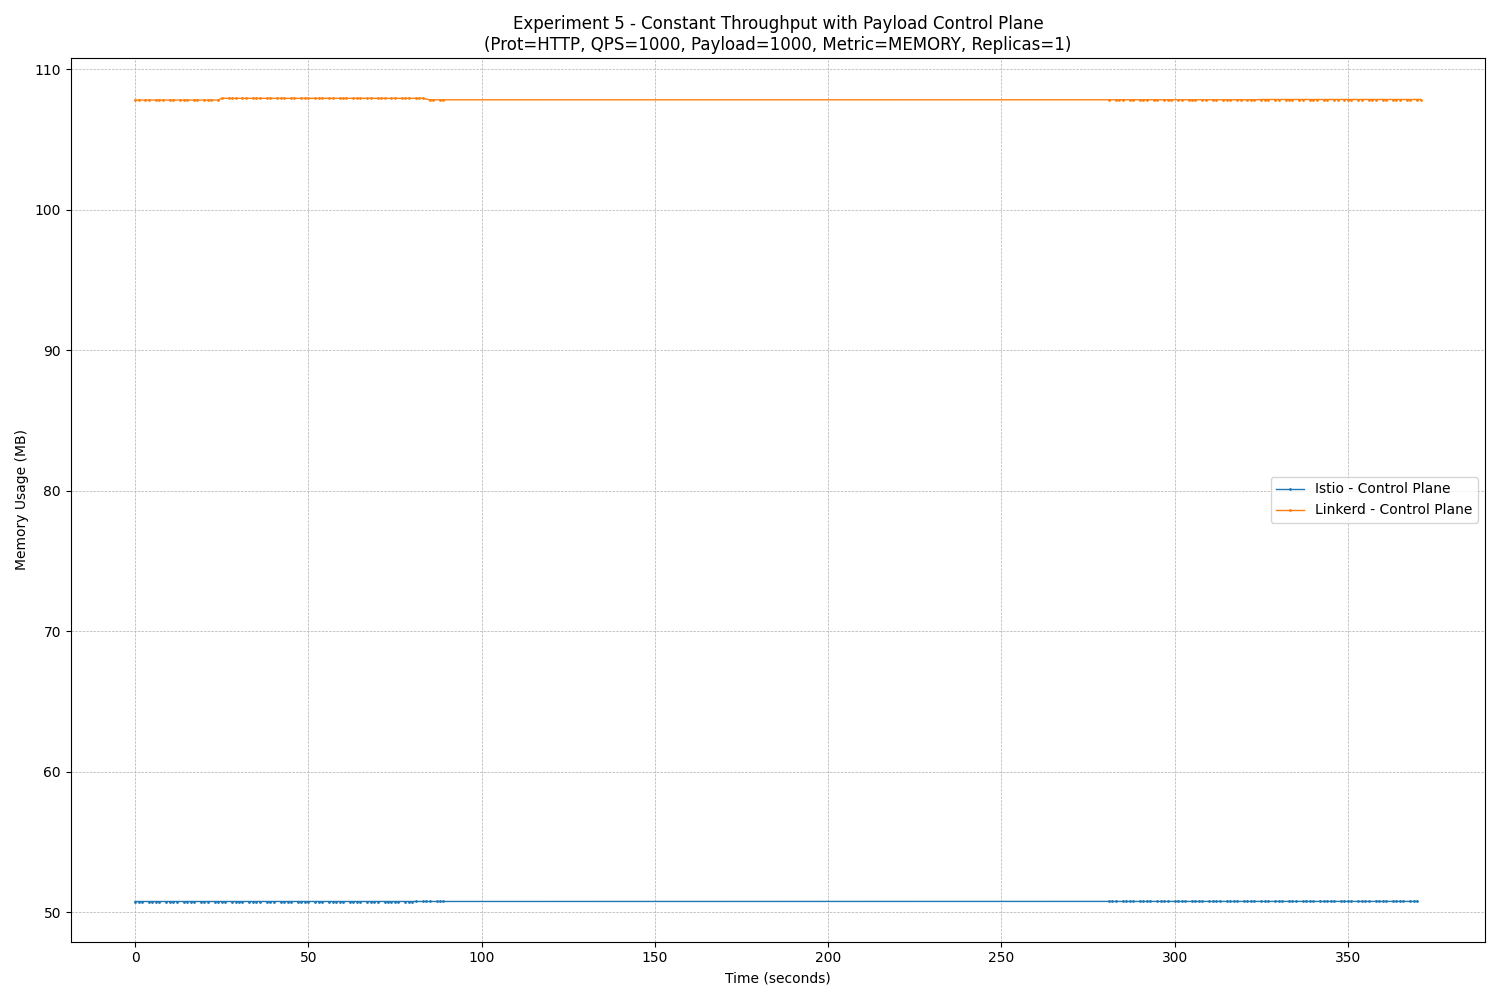 Experiment 5 - Constant Throughput with Payload Control Plane
(Prot=HTTP, QPS=1000, Payload=1000, Metric=MEMORY, Replicas=1)
110
100
90
80
70
60
50
Memory Usage (MB)
Istio - Control Plane
Linkerd - Control Plane
0 50 100 150 200 250 300 350
Time (seconds)